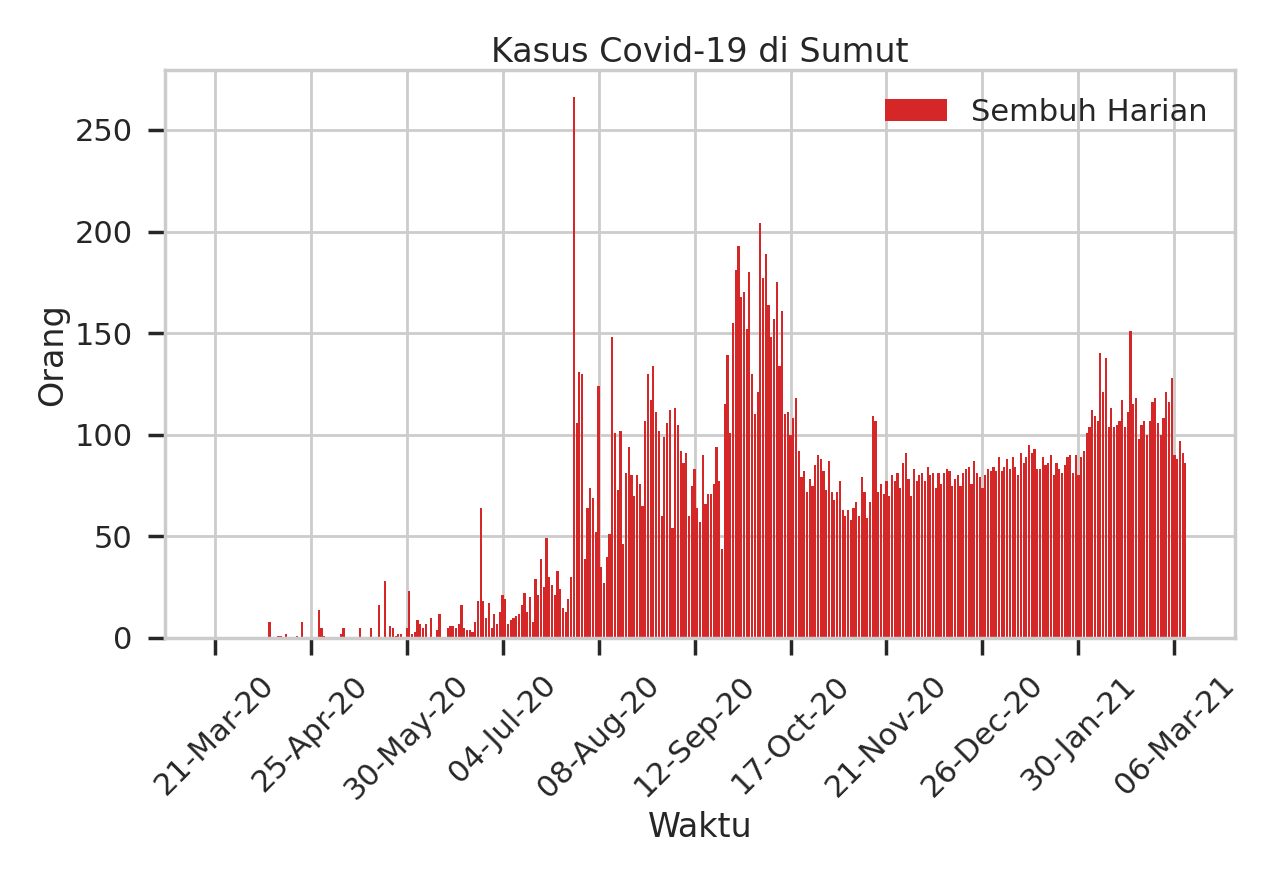 Kasus Covid-19 di Sumut
Sembuh Harian
Orang
250
200
150
100
50
0
21-Mar-20
25-Apr-20
30-May-20
04-Jul-20
08-Aug-20
12-Sep-20
17-Oct-20
21-Nov-20
26-Dec-20
30-Jan-21
06-Mar-21
Waktu